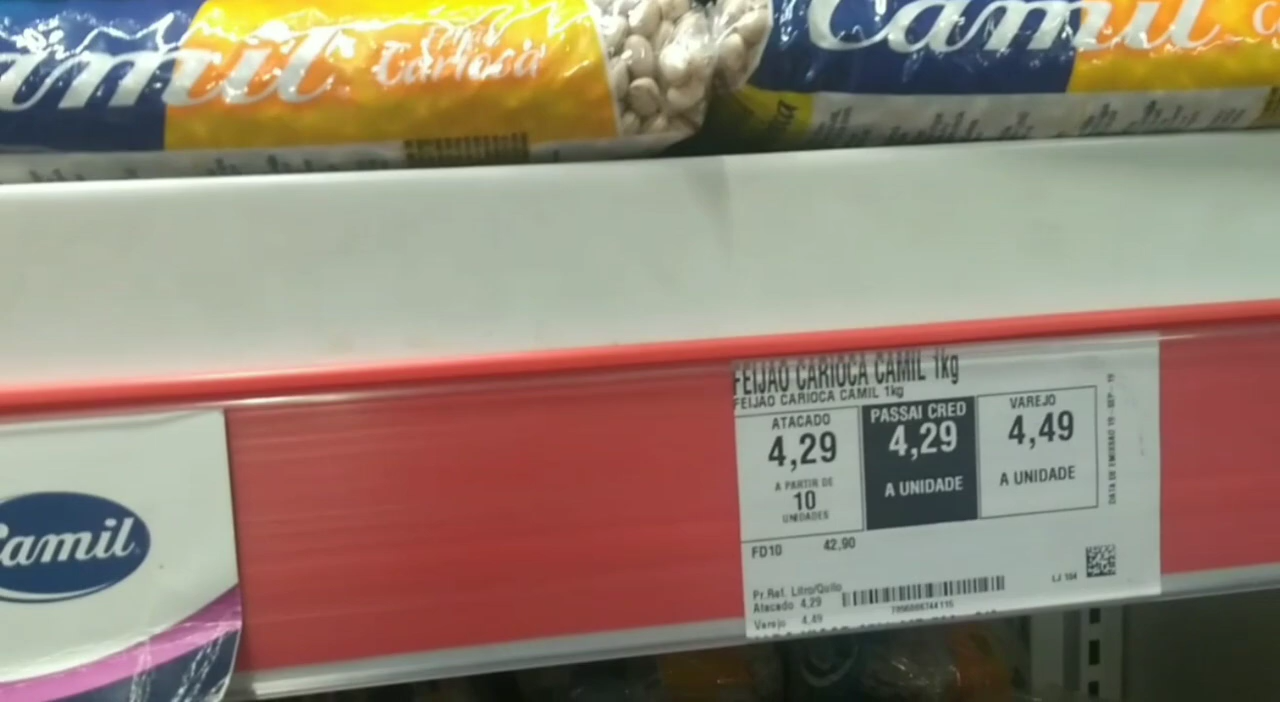 Camil
Carioca
Camil
FEIJAO CARIOCA CAMIL 1kg
FEIJAO CARIOCA CAMIL 1kg
ATACADO
4,29
A PARTIR DE
10
UNIDADES
PASSAI CRED
4,29
A UNIDADE
VAREJO
4,49
A UNIDADE
FD10 42,90
Pr.Ref. Litro/Quilo
Atacado 4,29
Varejo 4,49
LJ 104
Camil